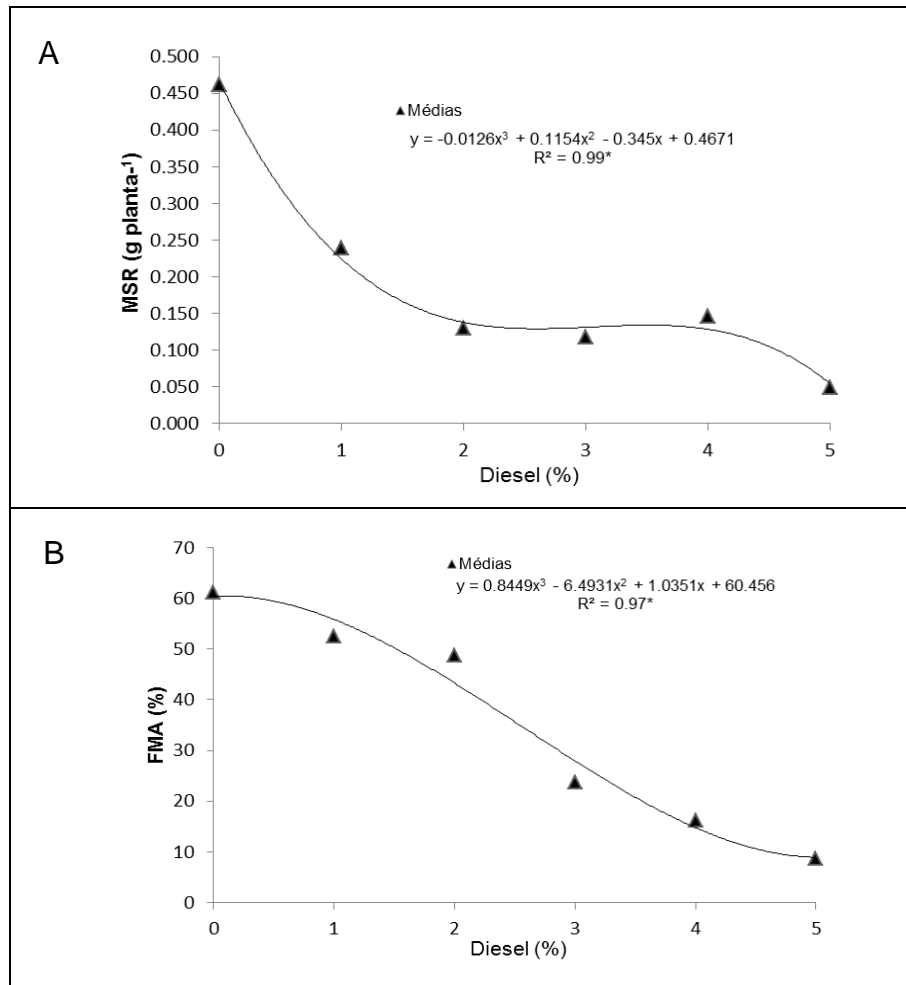 A
0.500
0.450
0.400
0.350
0.300
0.250
0.200
0.150
0.100
0.050
0.000
MSR (g planta-¹)
▲Médias
y = -0.0126x³ + 0.1154x² - 0.345x + 0.4671
R² = 0.99*
0 1 2 3 4 5
Diesel (%)
B
70
60
50
40
30
20
10
0
FMA (%)
▲Médias
y = 0.8449x³ - 6.4931x² + 1.0351x + 60.456
R² = 0.97*
0 1 2 3 4 5
Diesel (%)